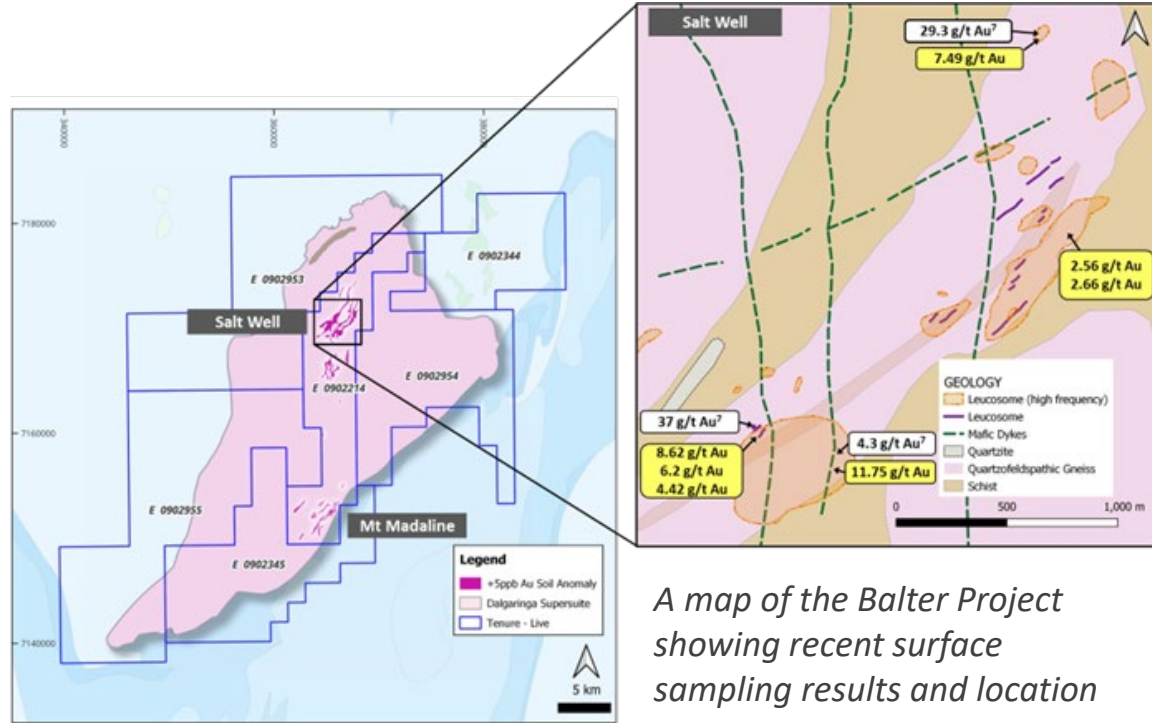 340000
360000
380000
7180000
7160000
7140000
E 0902953
E 0902344
Salt Well
E 0902214
E 0902954
E 0902955
Mt Madaline
E 0902345
Legend
+5ppb Au Soil Anomaly
Dalgaringa Supersuite
Tenure - Live
5 km
Salt Well
29.3 g/t Au⁷
7.49 g/t Au
2.56 g/t Au
2.66 g/t Au
37 g/t Au⁷
8.62 g/t Au
6.2 g/t Au
4.42 g/t Au
4.3 g/t Au⁷
11.75 g/t Au
GEOLOGY
Leucosome (high frequency)
Leucosome
Mafic Dykes
Quartzite
Quartzofeldspathic Gneiss
Schist
0 500 1,000 m
A map of the Balter Project
showing recent surface
sampling results and location